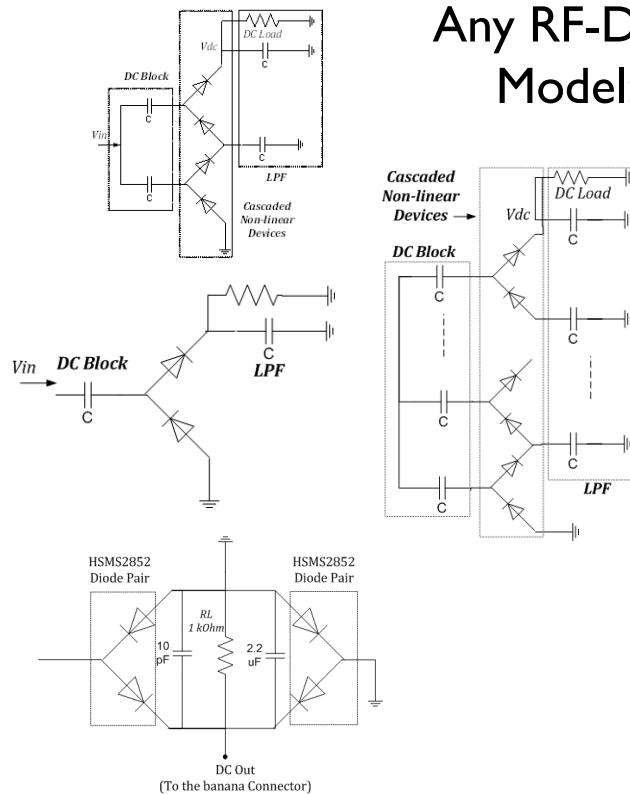 Any RF-D
Model
DC Load
Vdc
C
DC Block
C
Vin
C
C
LPF
Cascaded
Non-linear
Devices
Cascaded
Non-linear
Devices
DC Load
Vdc
C
DC Block
C
C
C
C
C
LPF
Vin
DC Block
C
C
LPF
HSMS2852
Diode Pair
HSMS2852
Diode Pair
RL
1 kOhm
10
pF
2.2
uF
DC Out
(To the banana Connector)